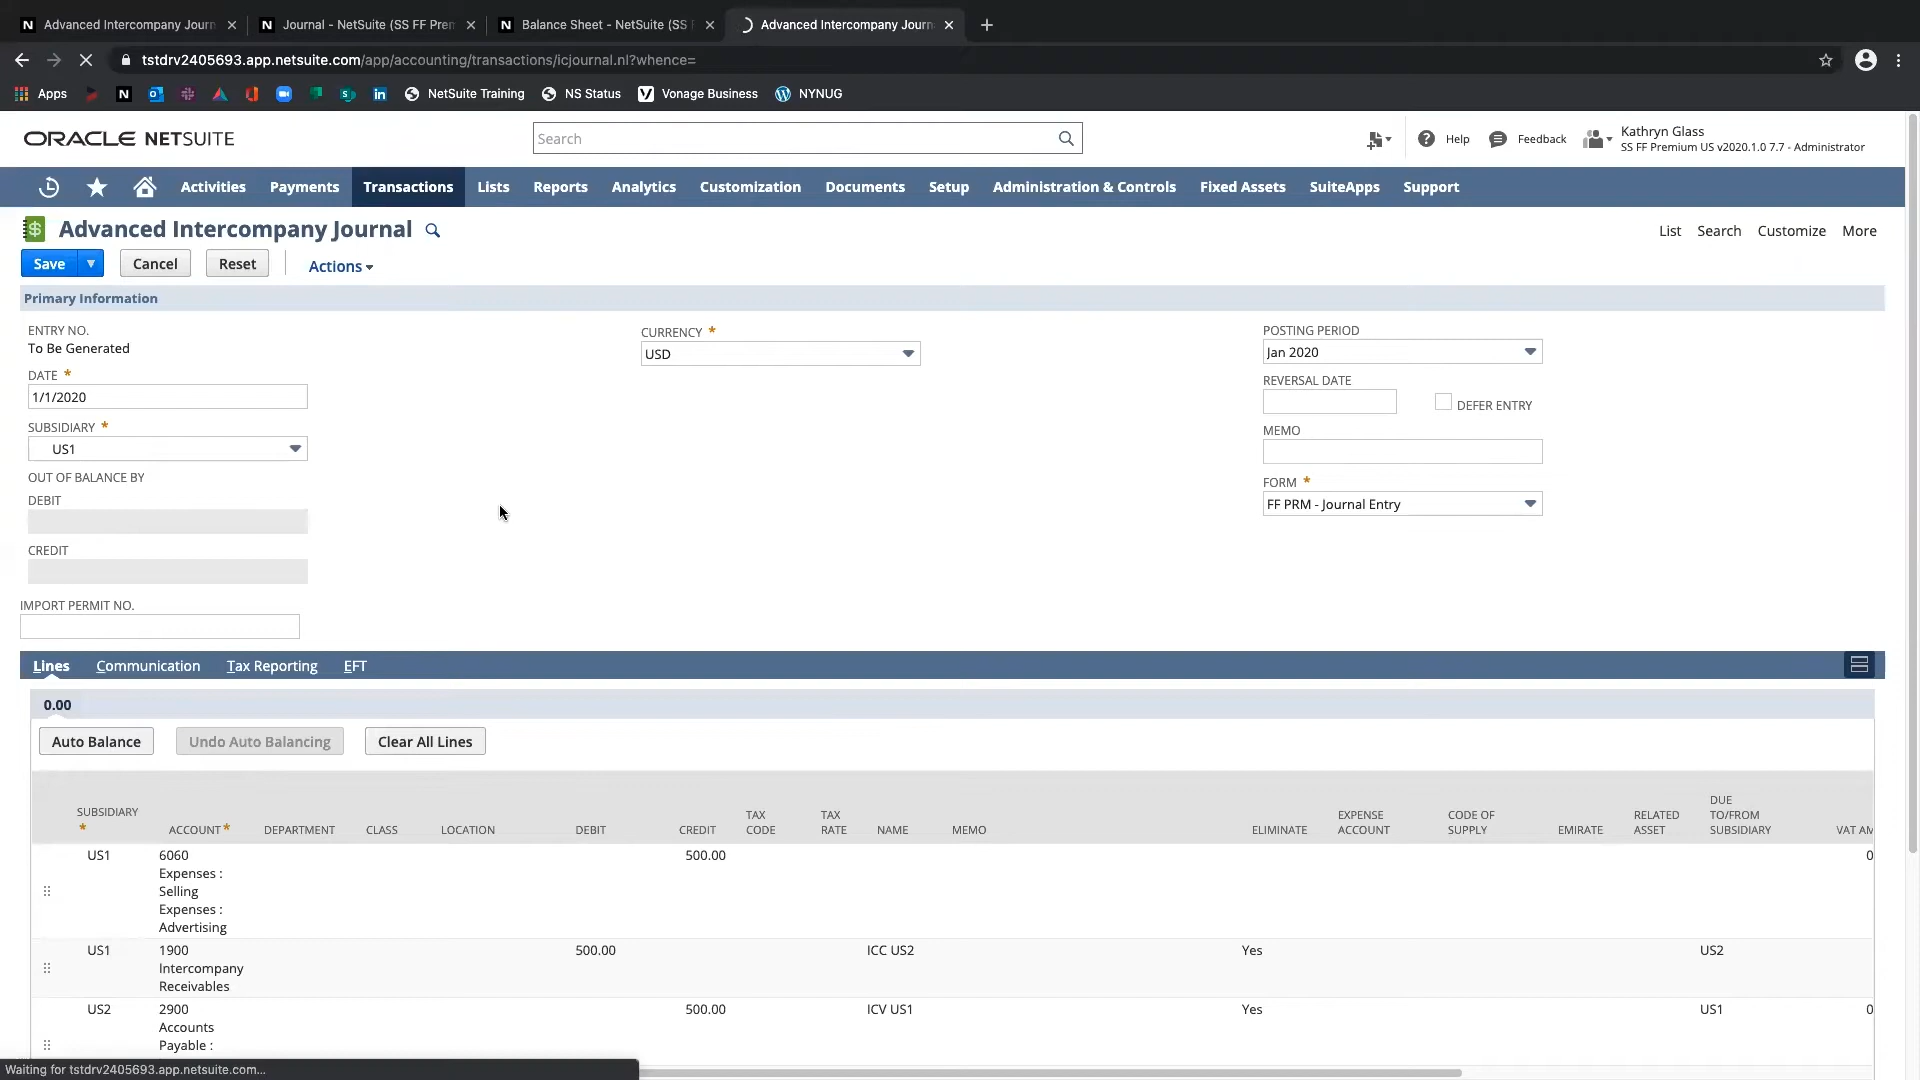 Advanced Intercompany Journ
Journal - NetSuite (SS FF Prem
Balance Sheet - NetSuite (SS F
Advanced Intercompany Journ
tstdrv2405693.app.netsuite.com/app/accounting/transactions/icjournal.nl?whence=
Apps
NetSuite Training
NS Status
Vonage Business
NYNUG
ORACLE NETSUITE
Search
Help
Feedback
Kathryn Glass
SS FF Premium US v2020.1.0 7.7 - Administrator
Activities
Payments
Transactions
Lists
Reports
Analytics
Customization
Documents
Setup
Administration & Controls
Fixed Assets
SuiteApps
Support
Advanced Intercompany Journal
List
Search
Customize
More
Save
Cancel
Reset
Actions
Primary Information
ENTRY NO.
To Be Generated
DATE *
1/1/2020
SUBSIDIARY *
US1
OUT OF BALANCE BY
DEBIT
CREDIT
IMPORT PERMIT NO.
CURRENCY *
USD
POSTING PERIOD
Jan 2020
REVERSAL DATE
DEFER ENTRY
MEMO
FORM *
FF PRM - Journal Entry
Lines
Communication
Tax Reporting
EFT
0.00
Auto Balance
Undo Auto Balancing
Clear All Lines
SUBSIDIARY *
ACCOUNT *
DEPARTMENT
CLASS
LOCATION
DEBIT
CREDIT
TAX CODE
TAX RATE
NAME
MEMO
ELIMINATE
EXPENSE ACCOUNT
CODE OF SUPPLY
EMIRATE
RELATED ASSET
DUE TO/FROM SUBSIDIARY
VAT AM
US1
6060
Expenses :
Selling
Expenses :
Advertising
500.00
0
US1
1900
Intercompany
Receivables
500.00
ICC US2
Yes
US2
US2
2900
Accounts
Payable :
500.00
ICV US1
Yes
US1
0
Waiting for tstdrv2405693.app.netsuite.com...